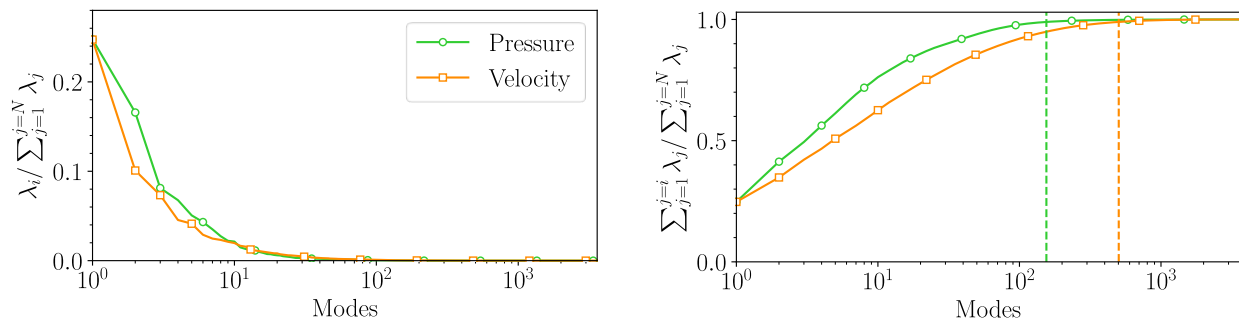 λ_i / ∑_{j=1}^{j=N} λ_j
0.2
0.1
0.0
10^0
10^1
10^2
10^3
Modes
Pressure
Velocity
∑_{j=1}^{j=i} λ_j / ∑_{j=1}^{j=N} λ_j
1.0
0.5
0.0
10^0
10^1
10^2
10^3
Modes